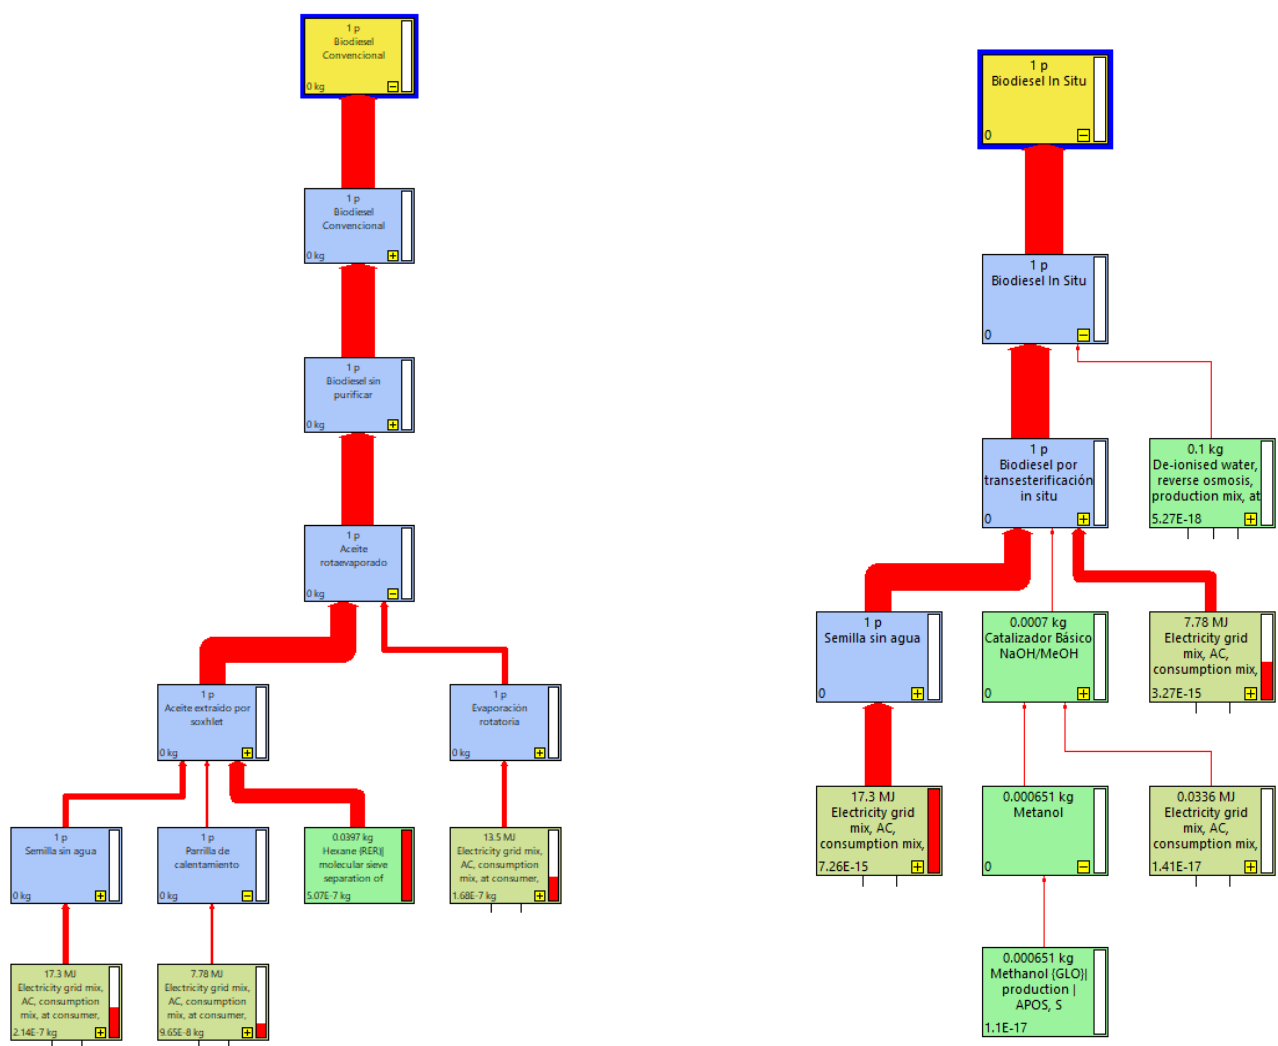 1 p
Biodiesel
Convencional
0 kg
1 p
Biodiesel
Convencional
0 kg
1 p
Biodiesel sin
purificar
0 kg
1 p
Aceite
rotaevaporado
0 kg
1 p
Aceite extraido por
soxhlet
0 kg
1 p
Evaporación
rotatoria
0 kg
1 p
Semilla sin agua
0 kg
1 p
Parrilla de
calentamiento
0 kg
0.0397 kg
Hexane {RER}|
molecular sieve
separation of
5.07E-7 kg
13.5 MJ
Electricity grid mix,
AC, consumption
mix, at consumer,
1.68E-7 kg
17.3 MJ
Electricity grid mix,
AC, consumption
mix, at consumer,
2.14E-7 kg
7.78 MJ
Electricity grid mix,
AC, consumption
mix, at consumer,
9.65E-8 kg
1 p
Biodiesel In Situ
0
1 p
Biodiesel In Situ
0
1 p
Biodiesel por
transesterificación
in situ
0
0.1 kg
De-ionised water,
reverse osmosis,
production mix, at
5.27E-18
1 p
Semilla sin agua
0
0.0007 kg
Catalizador Básico
NaOH/MeOH
0
7.78 MJ
Electricity grid
mix, AC,
consumption mix,
3.27E-15
17.3 MJ
Electricity grid
mix, AC,
consumption mix,
7.26E-15
0.000651 kg
Metanol
0
0.0336 MJ
Electricity grid
mix, AC,
consumption mix,
1.41E-17
0.000651 kg
Methanol {GLO}|
production |
APOS, S
1.1E-17